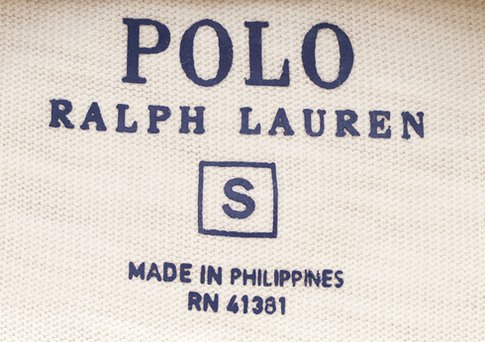 POLO
RALPH LAUREN
S
MADE IN PHILIPPINES
RN 41381